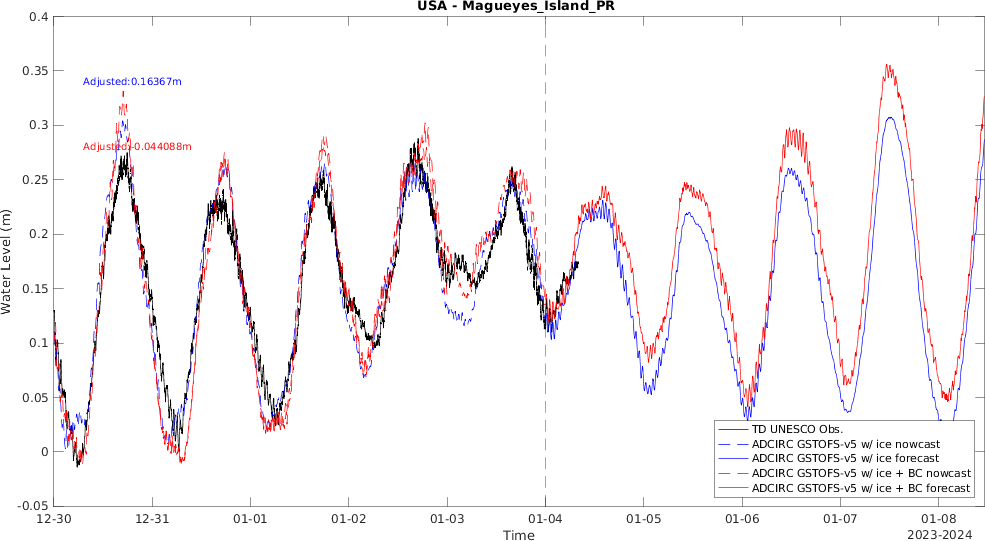 USA - Magueyes_Island_PR
0.4
0.35
0.3
0.25
0.2
0.15
0.1
0.05
0
-0.05
Water Level (m)
Adjusted:0.16367m
Adjusted:-0.044088m
TD UNESCO Obs.
ADCIRC GSTOFS-v5 w/ ice nowcast
ADCIRC GSTOFS-v5 w/ ice forecast
ADCIRC GSTOFS-v5 w/ ice + BC nowcast
ADCIRC GSTOFS-v5 w/ ice + BC forecast
12-30 12-31 01-01 01-02 01-03 01-04 01-05 01-06 01-07 01-08
Time
2023-2024